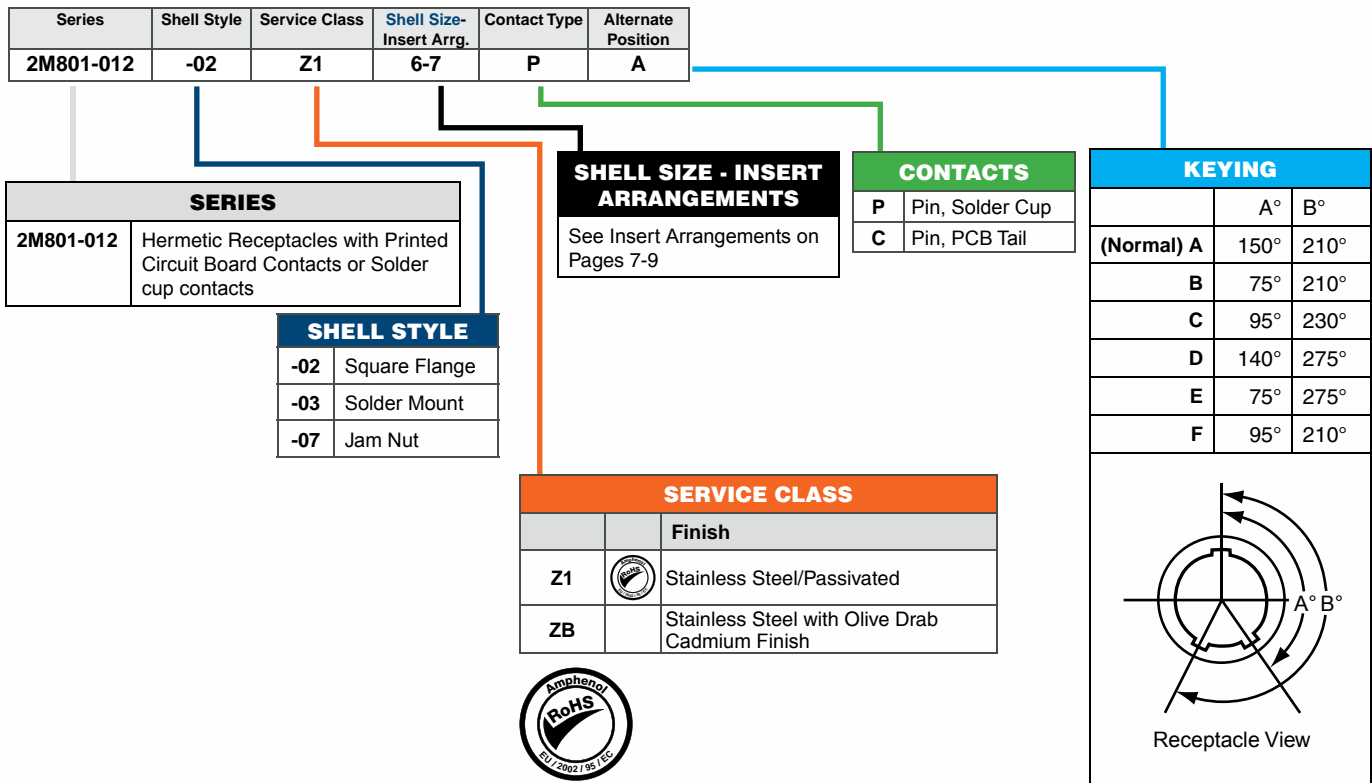 Series Shell Style Service Class Shell Size- Insert Arrg. Contact Type Alternate Position
2M801-012 -02 Z1 6-7 P A
SERIES
2M801-012 Hermetic Receptacles with Printed
Circuit Board Contacts or Solder
cup contacts
SHELL STYLE
-02 Square Flange
-03 Solder Mount
-07 Jam Nut
SERVICE CLASS
Finish
Z1 Stainless Steel/Passivated
ZB Stainless Steel with Olive Drab
Cadmium Finish
Amphenol
RoHS
EU / 2002 / 95 / EC
SHELL SIZE - INSERT
ARRANGEMENTS
See Insert Arrangements on
Pages 7-9
CONTACTS
P Pin, Solder Cup
C Pin, PCB Tail
KEYING
A° B°
(Normal) A 150° 210°
B 75° 210°
C 95° 230°
D 140° 275°
E 75° 275°
F 95° 210°
A° B°
Receptacle View